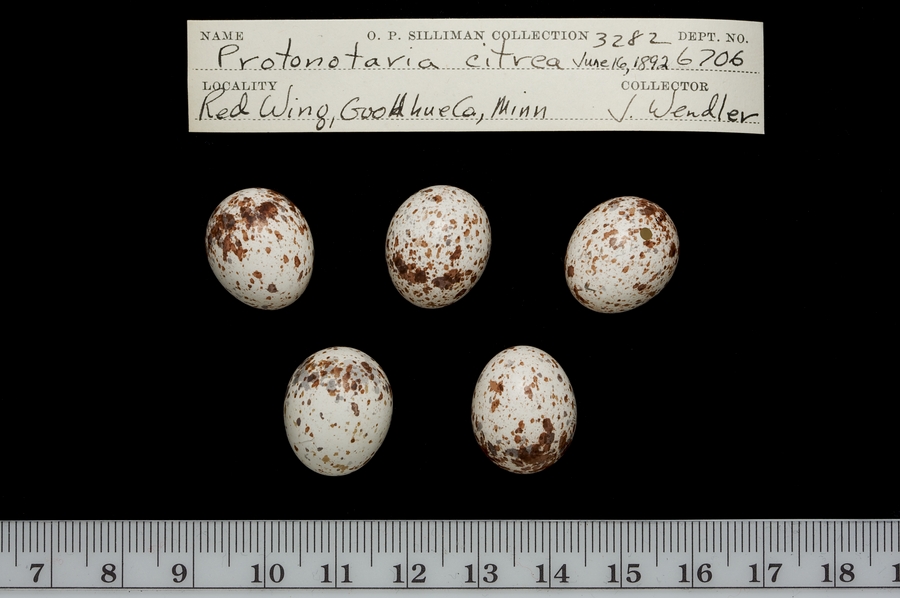 NAME O. P. SILLIMAN COLLECTION 3282 DEPT. NO.
Protonotaria citrea June 16, 1892 6706
LOCALITY COLLECTOR
Red Wing, Goodhue Co, Minn J. Wendler
7 8 9 10 11 12 13 14 15 16 17 18 1